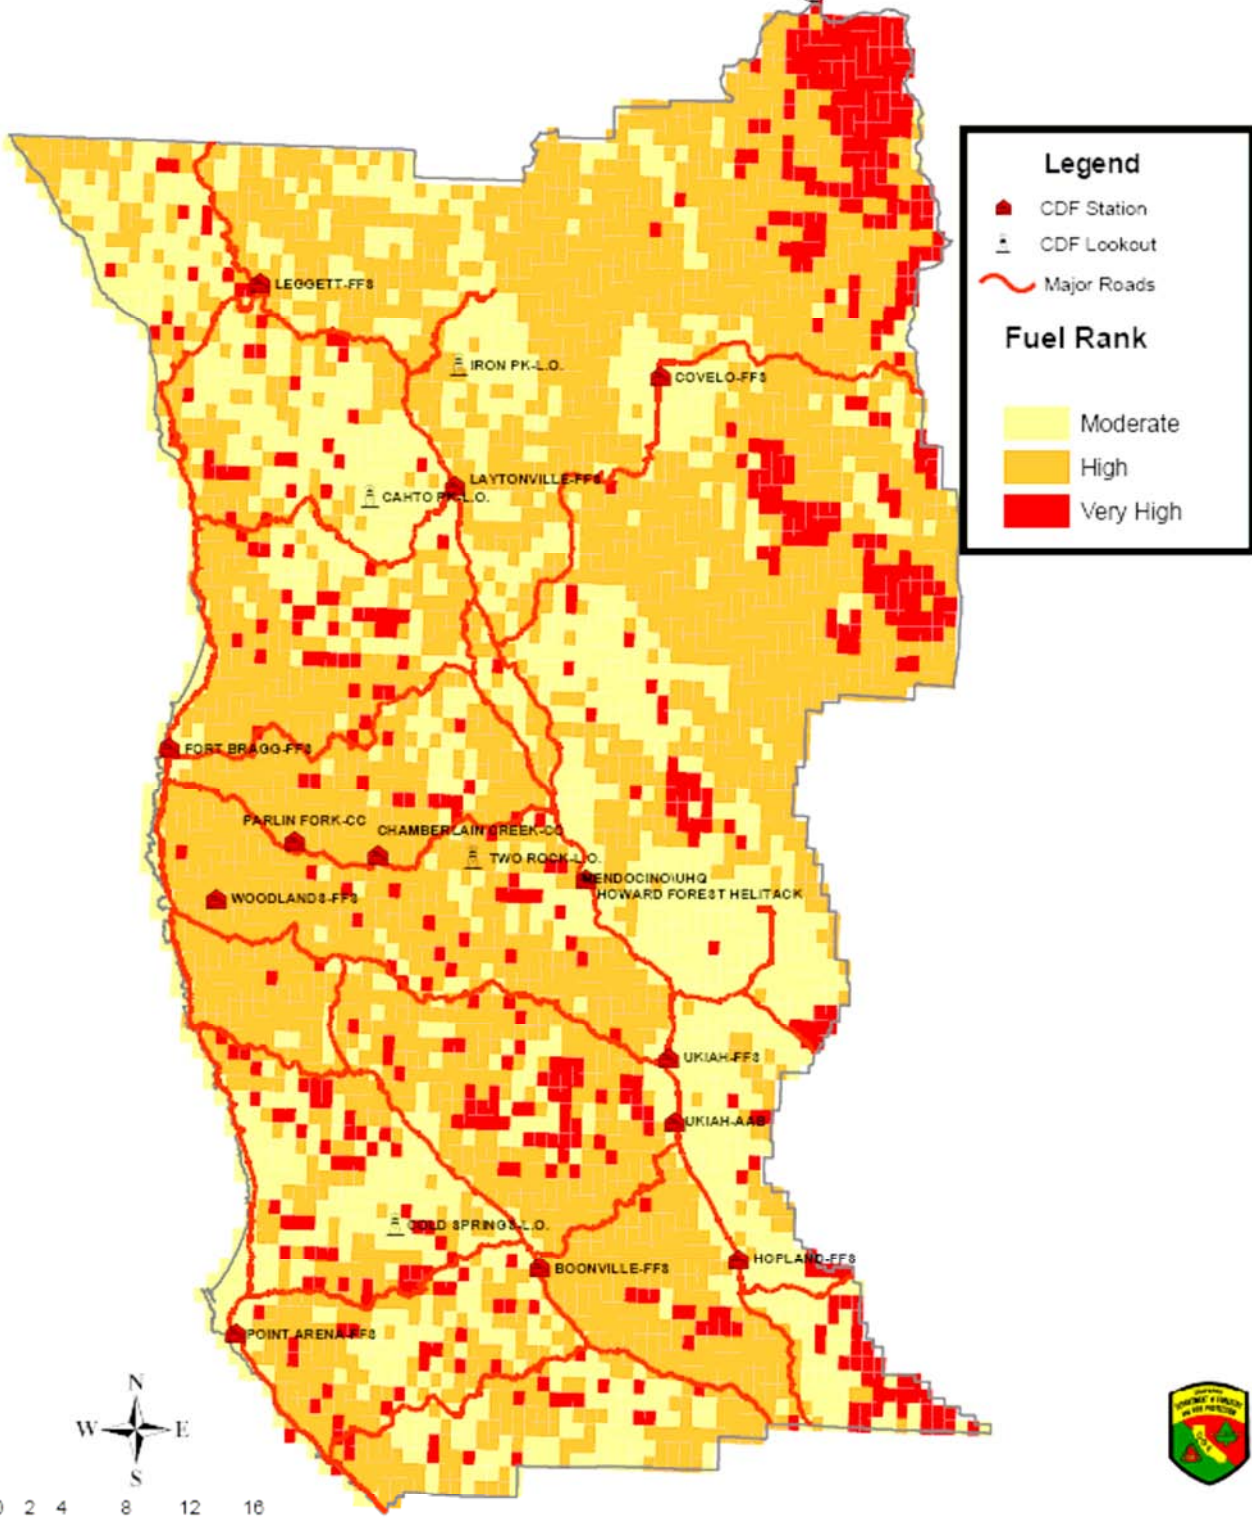 Legend
CDF Station
CDF Lookout
Major Roads
Fuel Rank
Moderate
High
Very High
LEGGETT-FFS
IRON PK-L.O.
COVELO-FFS
LAYTONVILLE-FFS
CAHTO PK-L.O.
FORT BRAGG-FFS
PARLIN FORK-CC
CHAMBERLAIN CREEK-CC
TWO ROCK-L.O.
MENDOCINO\UHQ
HOWARD FOREST HELITACK
WOODLANDS-FFS
UKIAH-FFS
UKIAH-AAB
COLD SPRINGS-L.O.
BOONVILLE-FFS
HOPLAND-FFS
POINT ARENA-FFS
N
W E
S
0 2 4 8 12 16